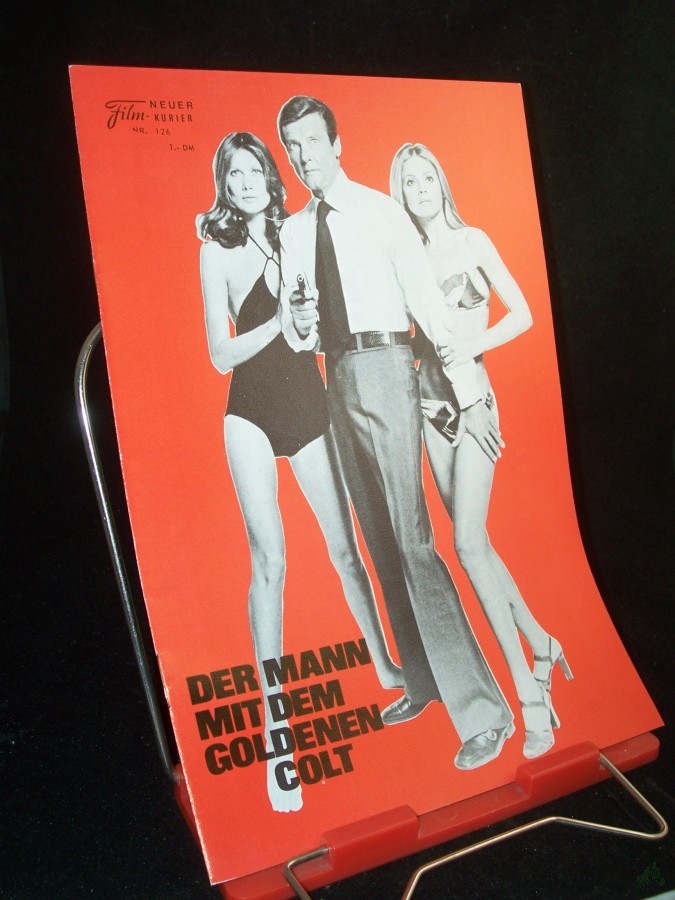 NEUER
Film-KURIER
NR. 126
1.- DM
DER MANN
MIT DEM
GOLDENEN
COLT